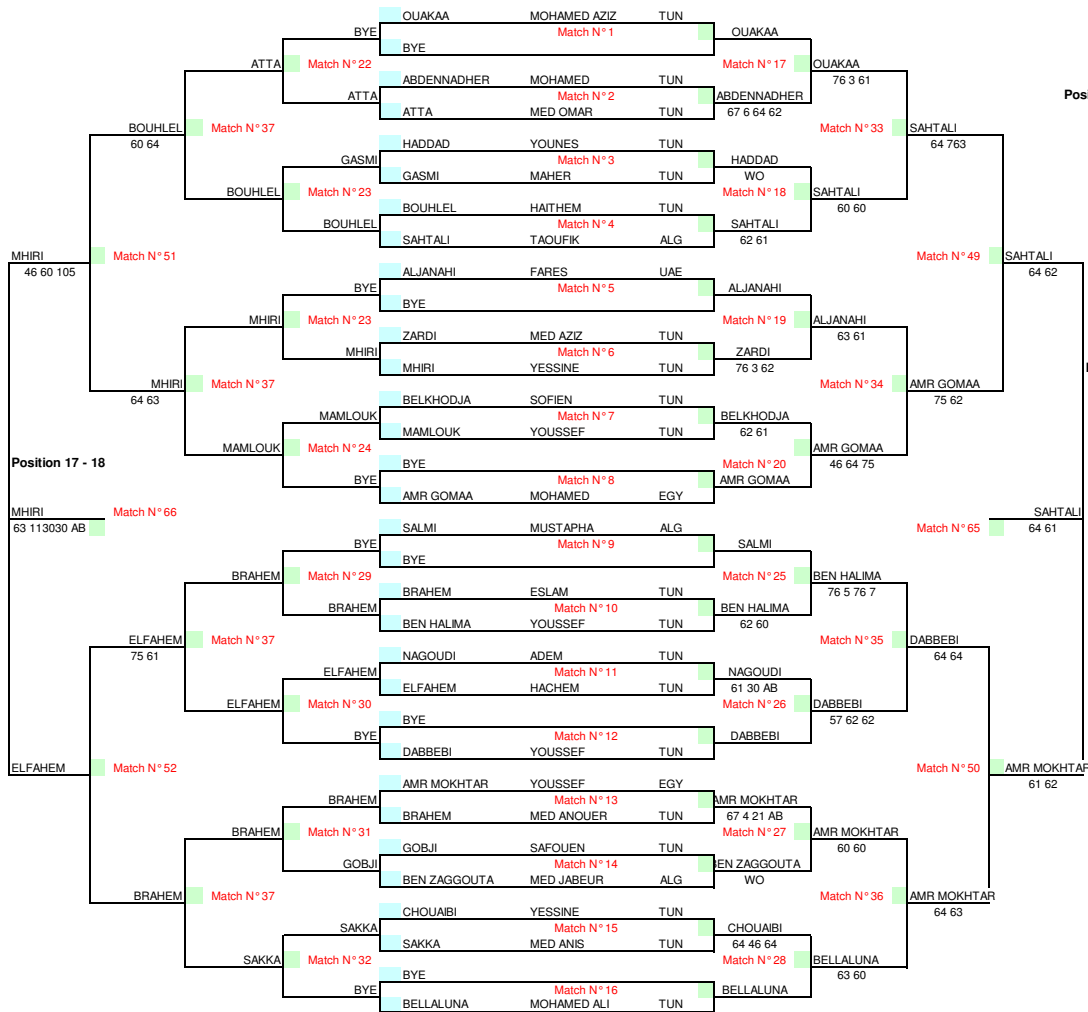 OUAKAA MOHAMED AZIZ TUN
BYE Match N° 1 OUAKAA
BYE
ATTA Match N° 22 Match N° 17 OUAKAA
ABDENNADHER MOHAMED TUN 76 3 61
ATTA Match N° 2 ABDENNADHER Posi
ATTA MED OMAR TUN 67 6 64 62
BOUHLEL Match N° 37 Match N° 33 SAHTALI
60 64 HADDAD YOUNES TUN 64 763
GASMI Match N° 3 HADDAD
GASMI MAHER TUN WO
BOUHLEL Match N° 23 Match N° 18 SAHTALI
BOUHLEL HAITHEM TUN 60 60
BOUHLEL Match N° 4 SAHTALI
SAHTALI TAOUFIK ALG 62 61
MHIRI Match N° 51 Match N° 49 SAHTALI
46 60 105 ALJANAHI FARES UAE 64 62
BYE Match N° 5 ALJANAHI
BYE
MHIRI Match N° 23 Match N° 19 ALJANAHI
ZARDI MED AZIZ TUN 63 61
MHIRI Match N° 6 ZARDI
MHIRI YESSINE TUN 76 3 62
MHIRI Match N° 37 Match N° 34 AMR GOMAA
64 63 BELKHODJA SOFIEN TUN 75 62
MAMLOUK Match N° 7 BELKHODJA
MAMLOUK YOUSSEF TUN 62 61
MAMLOUK Match N° 24 AMR GOMAA
Position 17 - 18 BYE Match N° 20 46 64 75
BYE Match N° 8 AMR GOMAA
AMR GOMAA MOHAMED EGY
MHIRI Match N° 66 SAHTALI
63 113030 AB SALMI MUSTAPHA ALG Match N° 65 64 61
BYE Match N° 9 SALMI
BYE
BRAHEM Match N° 29 Match N° 25 BEN HALIMA
BRAHEM ESLAM TUN 76 5 76 7
BRAHEM Match N° 10 BEN HALIMA
BEN HALIMA YOUSSEF TUN 62 60
ELFAHEM Match N° 37 Match N° 35 DABBEBI
75 61 NAGOUDI ADEM TUN 64 64
ELFAHEM Match N° 11 NAGOUDI
ELFAHEM HACHEM TUN 61 30 AB
ELFAHEM Match N° 30 Match N° 26 DABBEBI
BYE 57 62 62
BYE Match N° 12 DABBEBI
DABBEBI YOUSSEF TUN
ELFAHEM Match N° 52 Match N° 50 AMR MOKHTAR
AMR MOKHTAR YOUSSEF EGY 61 62
BRAHEM Match N° 13 AMR MOKHTAR
BRAHEM MED ANOUER TUN 67 4 21 AB
BRAHEM Match N° 31 Match N° 27 AMR MOKHTAR
GOBJI SAFOUEN TUN 60 60
GOBJI Match N° 14 BEN ZAGGOUTA
BEN ZAGGOUTA MED JABEUR ALG WO
BRAHEM Match N° 37 Match N° 36 AMR MOKHTAR
CHOUAIBI YESSINE TUN 64 63
SAKKA Match N° 15 CHOUAIBI
SAKKA MED ANIS TUN 64 46 64
SAKKA Match N° 32 Match N° 28 BELLALUNA
BYE 63 60
BYE Match N° 16 BELLALUNA
BELLALUNA MOHAMED ALI TUN